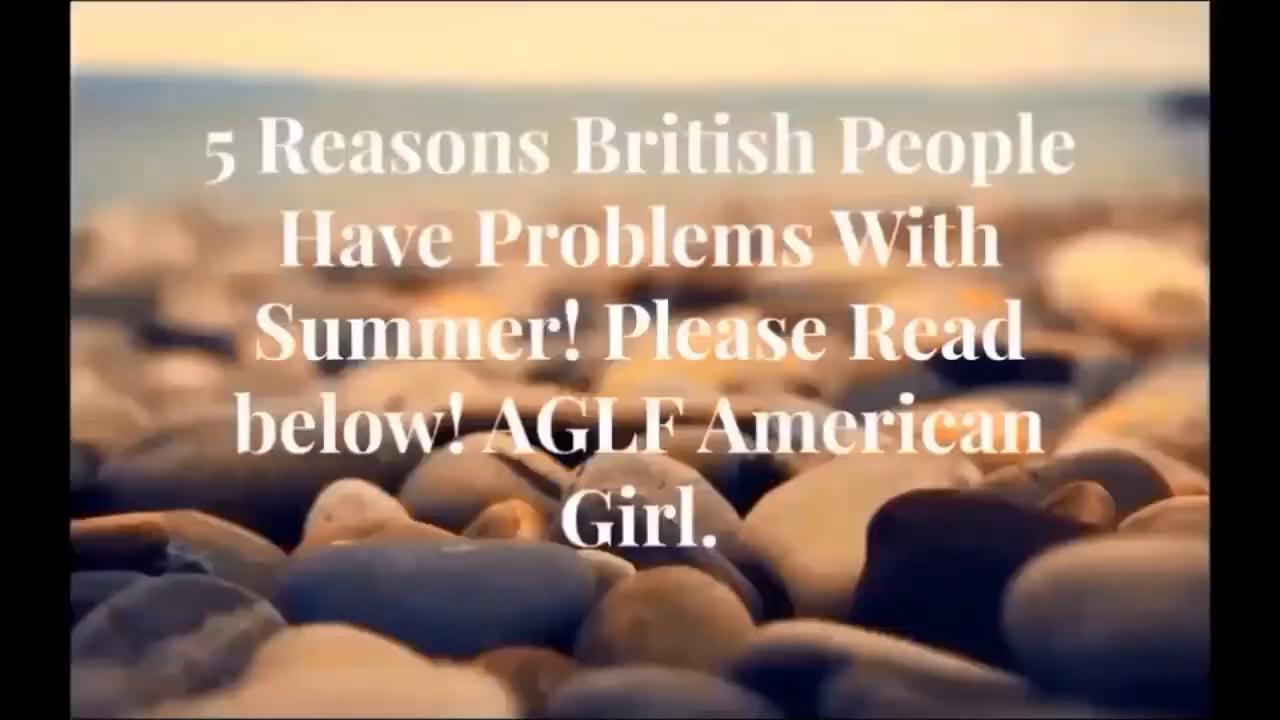 5 Reasons British People
Have Problems With
Summer! Please Read
below! AGLF American
Girl.